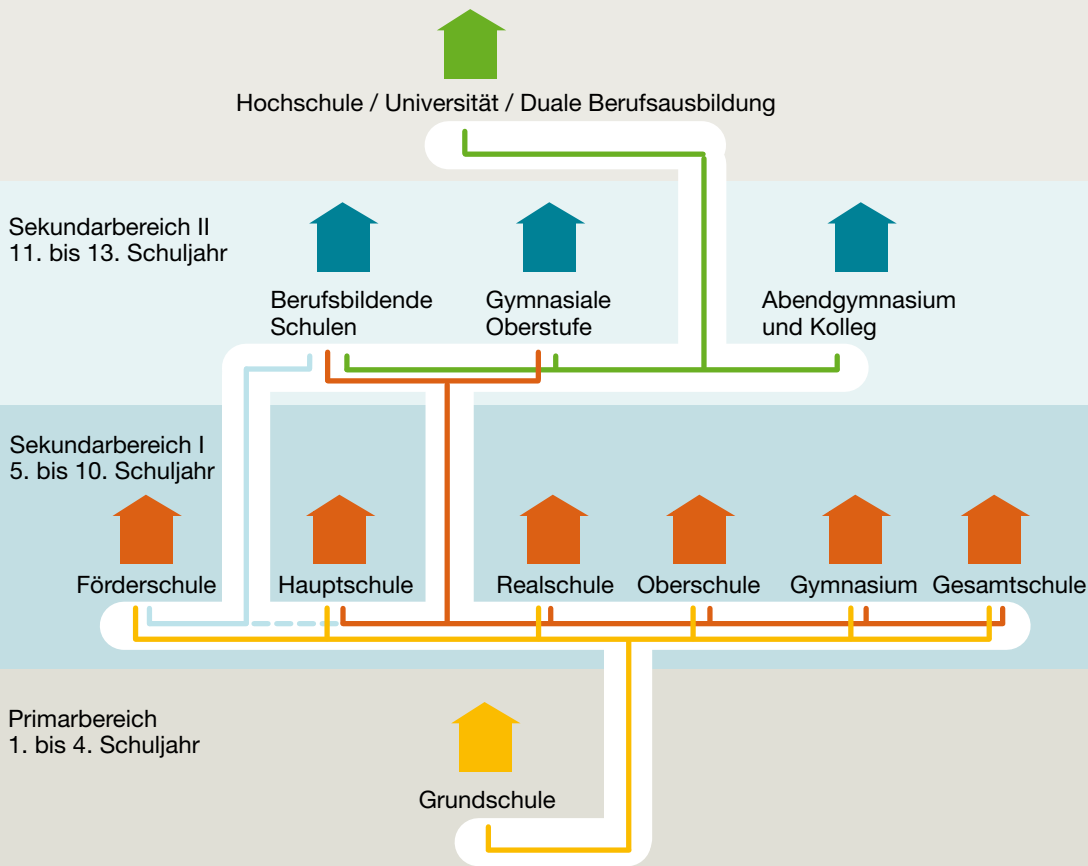 Hochschule / Universität / Duale Berufsausbildung
Sekundarbereich II
11. bis 13. Schuljahr
Berufsbildende
Schulen
Gymnasiale
Oberstufe
Abendgymnasium
und Kolleg
Sekundarbereich I
5. bis 10. Schuljahr
Förderschule
Hauptschule
Realschule
Oberschule
Gymnasium
Gesamtschule
Primarbereich
1. bis 4. Schuljahr
Grundschule